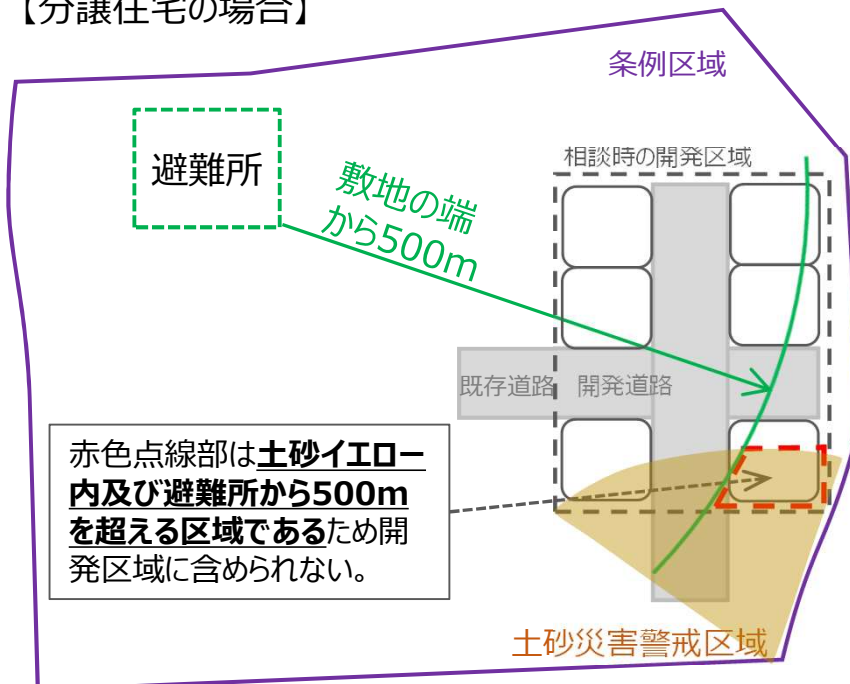 【分譲住宅の場合】
条例区域
避難所
相談時の開発区域
敷地の端
から500m
既存道路
開発道路
赤色点線部は土砂イエロー
内及び避難所から500m
を超える区域であるため開
発区域に含められない。
土砂災害警戒区域